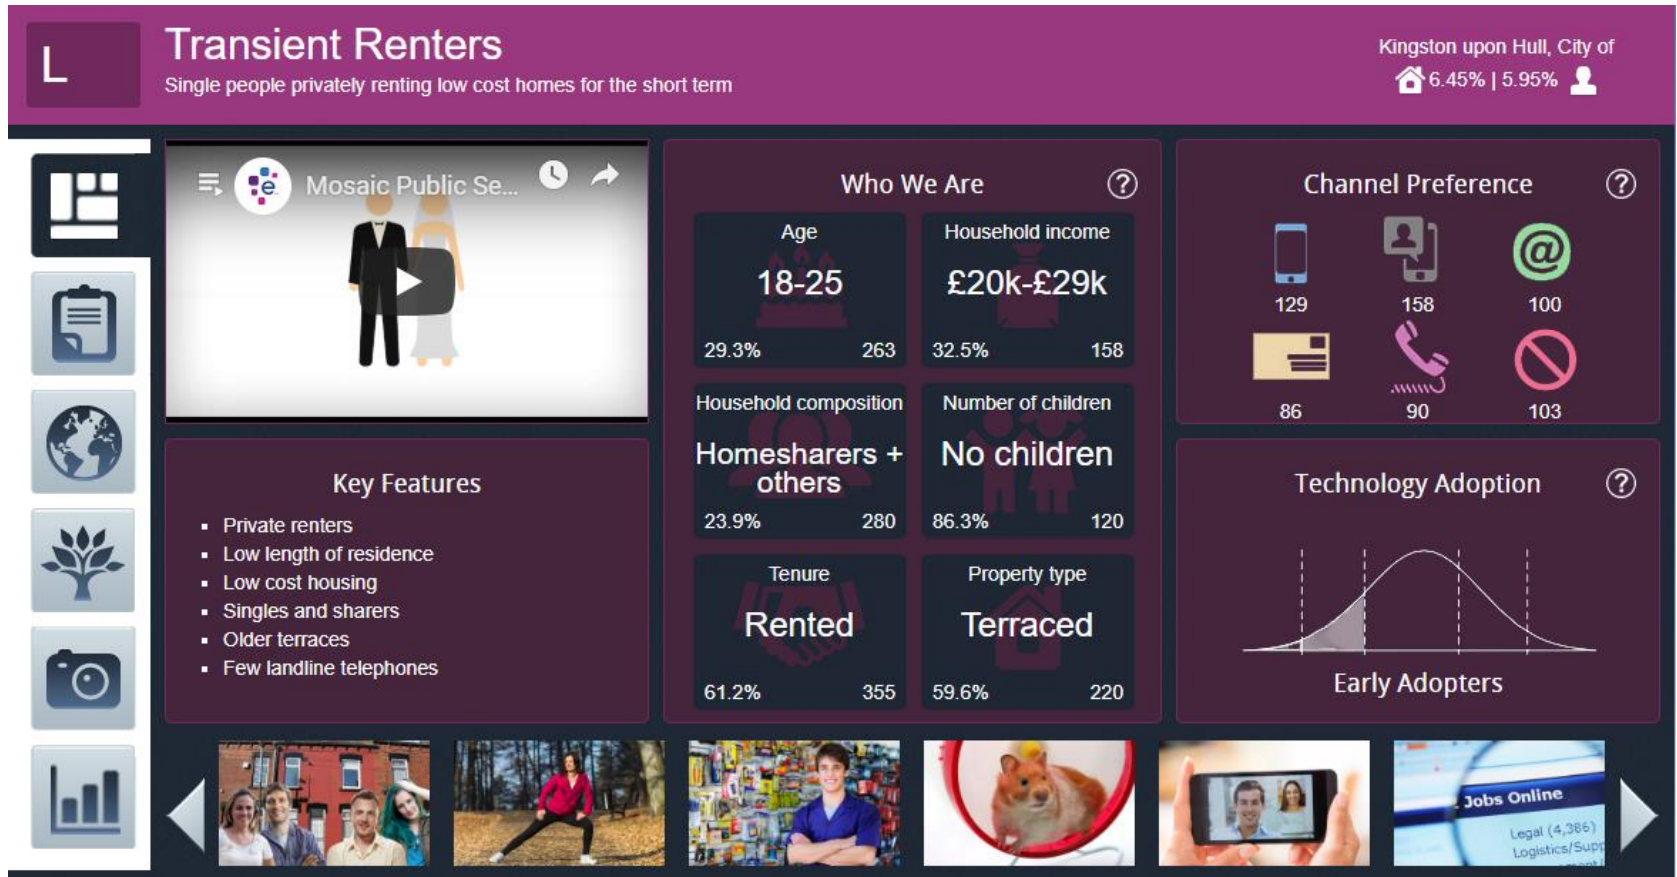 L
Transient Renters
Single people privately renting low cost homes for the short term
Kingston upon Hull, City of
6.45% | 5.95%
e
Mosaic Public Se...
Key Features
Private renters
Low length of residence
Low cost housing
Singles and sharers
Older terraces
Few landline telephones
Who We Are
?
Age
18-25
29.3% 263
Household income
£20k-£29k
32.5% 158
Household composition
Homesharers +
others
23.9% 280
Number of children
No children
86.3% 120
Tenure
Rented
61.2% 355
Property type
Terraced
59.6% 220
Channel Preference
?
@
129 158 100
86 90 103
Technology Adoption
?
Early Adopters
Jobs Online
Legal (4,386)
Logistics/Supp